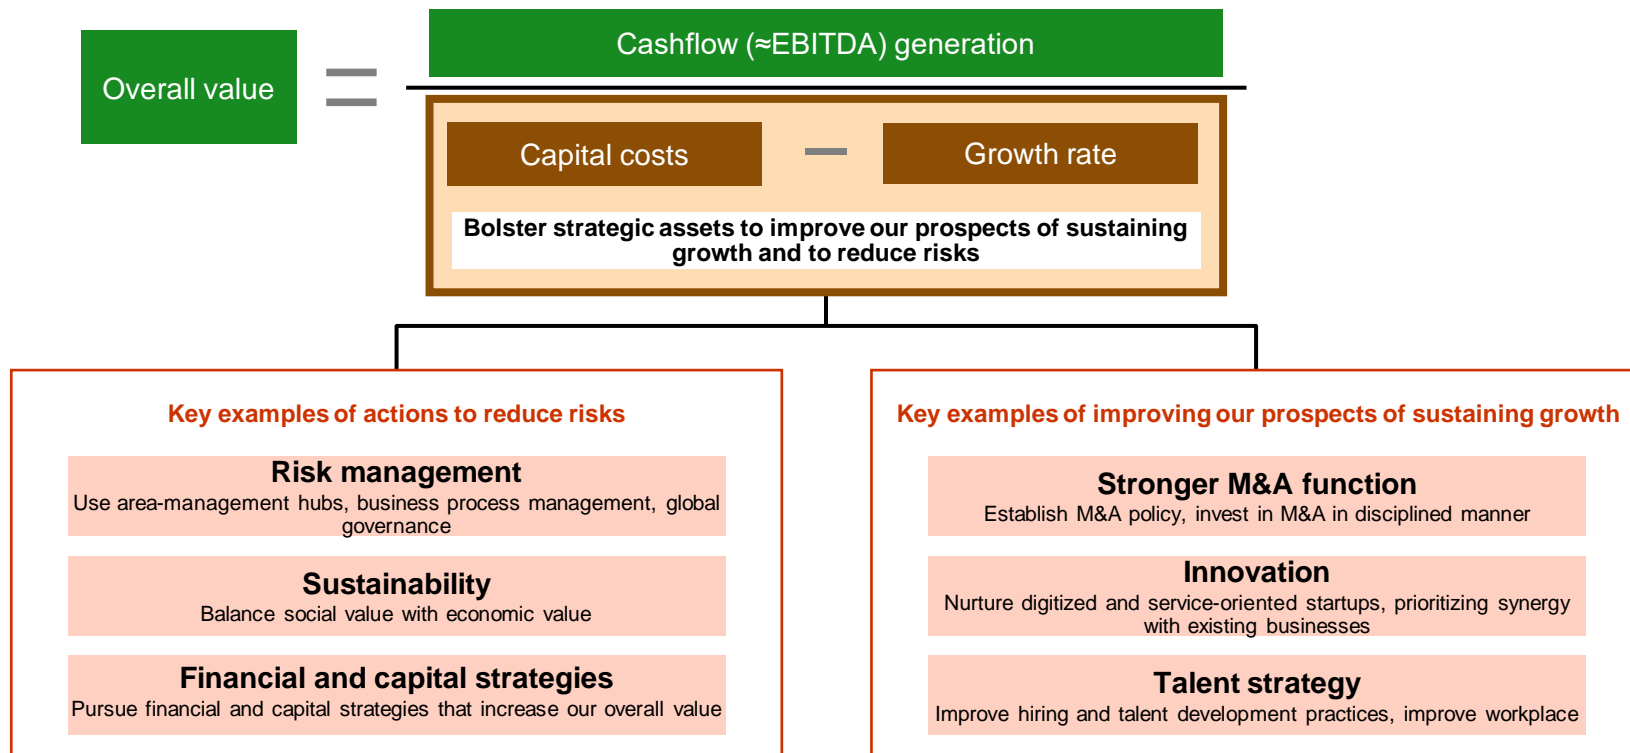 Cashflow (≈EBITDA) generation
Overall value
=
Capital costs
—
Growth rate
Bolster strategic assets to improve our prospects of sustaining
growth and to reduce risks
Key examples of actions to reduce risks
Risk management
Use area-management hubs, business process management, global
governance
Sustainability
Balance social value with economic value
Financial and capital strategies
Pursue financial and capital strategies that increase our overall value
Key examples of improving our prospects of sustaining growth
Stronger M&A function
Establish M&A policy, invest in M&A in disciplined manner
Innovation
Nurture digitized and service-oriented startups, prioritizing synergy
with existing businesses
Talent strategy
Improve hiring and talent development practices, improve workplace